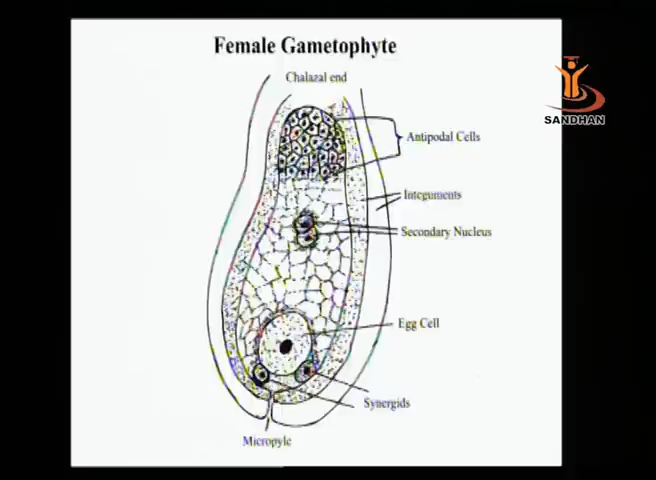 Female Gametophyte
Chalazal end
SANDHAN
Antipodal Cells
Integuments
Secondary Nucleus
Egg Cell
Synergids
Micropyle